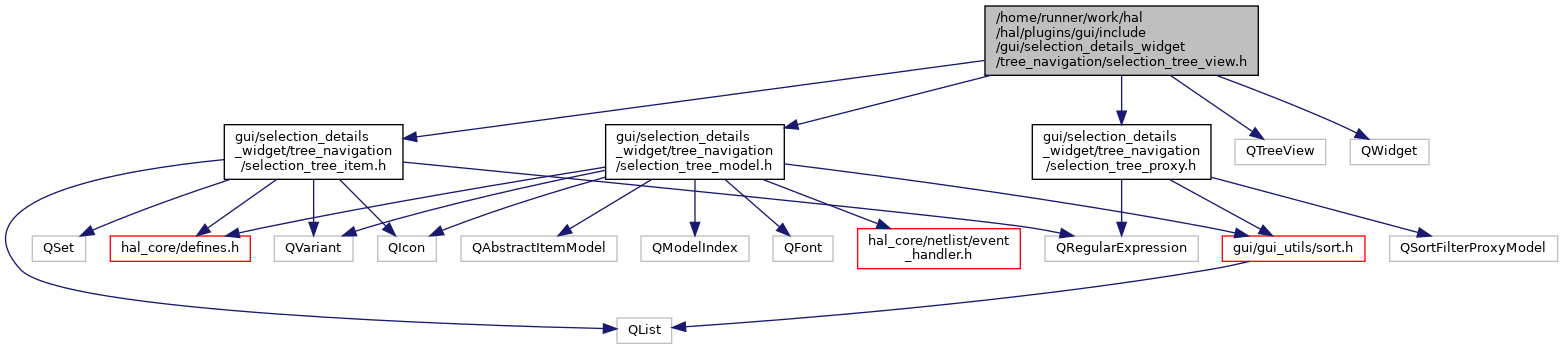 /home/runner/work/hal
/hal/plugins/gui/include
/gui/selection_details_widget
/tree_navigation/selection_tree_view.h
gui/selection_details
_widget/tree_navigation
/selection_tree_item.h
gui/selection_details
_widget/tree_navigation
/selection_tree_model.h
gui/selection_details
_widget/tree_navigation
/selection_tree_proxy.h
QTreeView
QWidget
QSet
hal_core/defines.h
QVariant
QIcon
QAbstractItemModel
QModelIndex
QFont
hal_core/netlist/event
_handler.h
QRegularExpression
gui/gui_utils/sort.h
QSortFilterProxyModel
QList